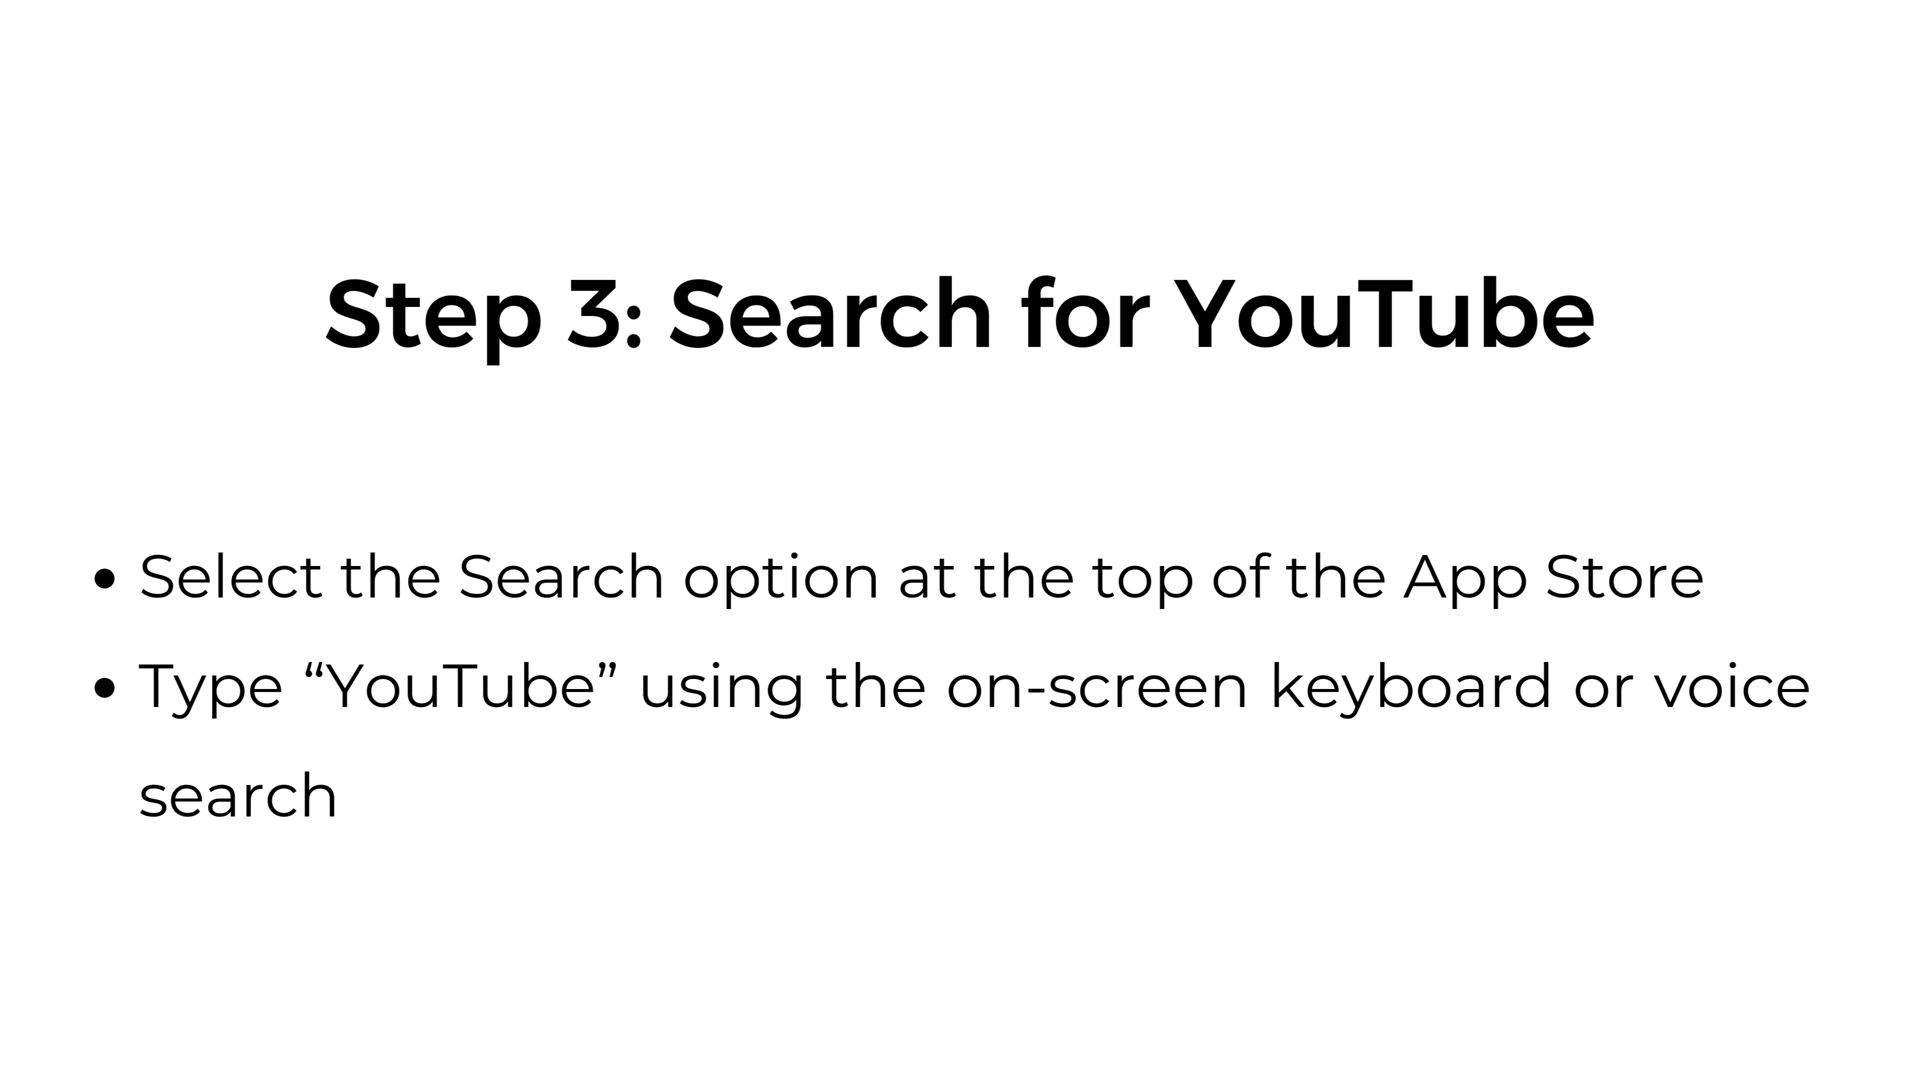 Step 3: Search for YouTube
• Select the Search option at the top of the App Store
• Type “YouTube” using the on-screen keyboard or voice
search